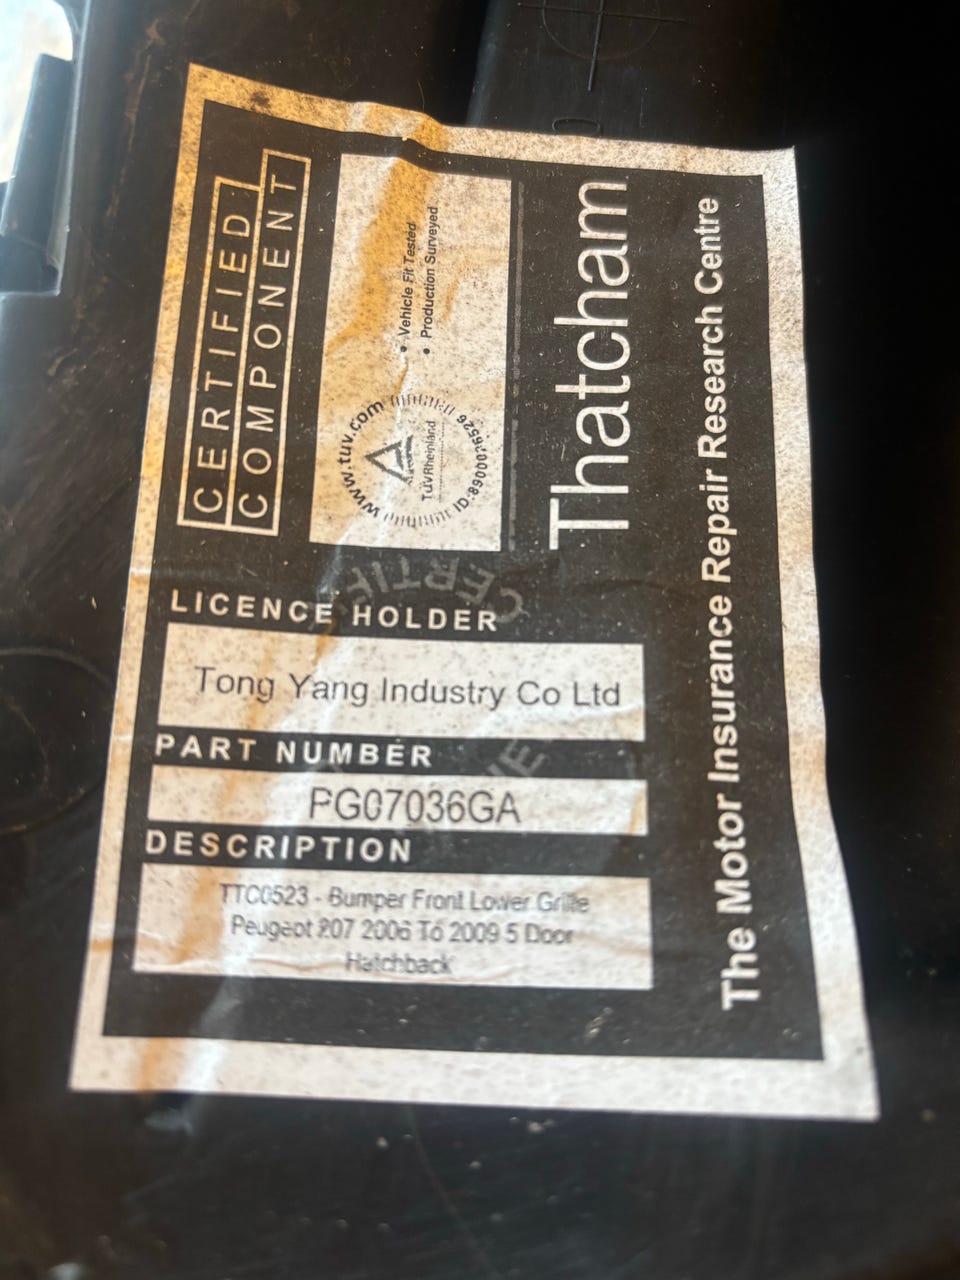 CERTIFIED
COMPONENT
• Vehicle Fit Tested
• Production Surveyed
www.tuv.com
TÜVRheinland
ID:8900026526
Thatcham
The Motor Insurance Repair Research Centre
LICENCE HOLDER
Tong Yang Industry Co Ltd
PART NUMBER
PG07036GA
DESCRIPTION
TTC0523 - Bumper Front Lower Grille
Peugeot 207 2006 To 2009 5 Door
Hatchback